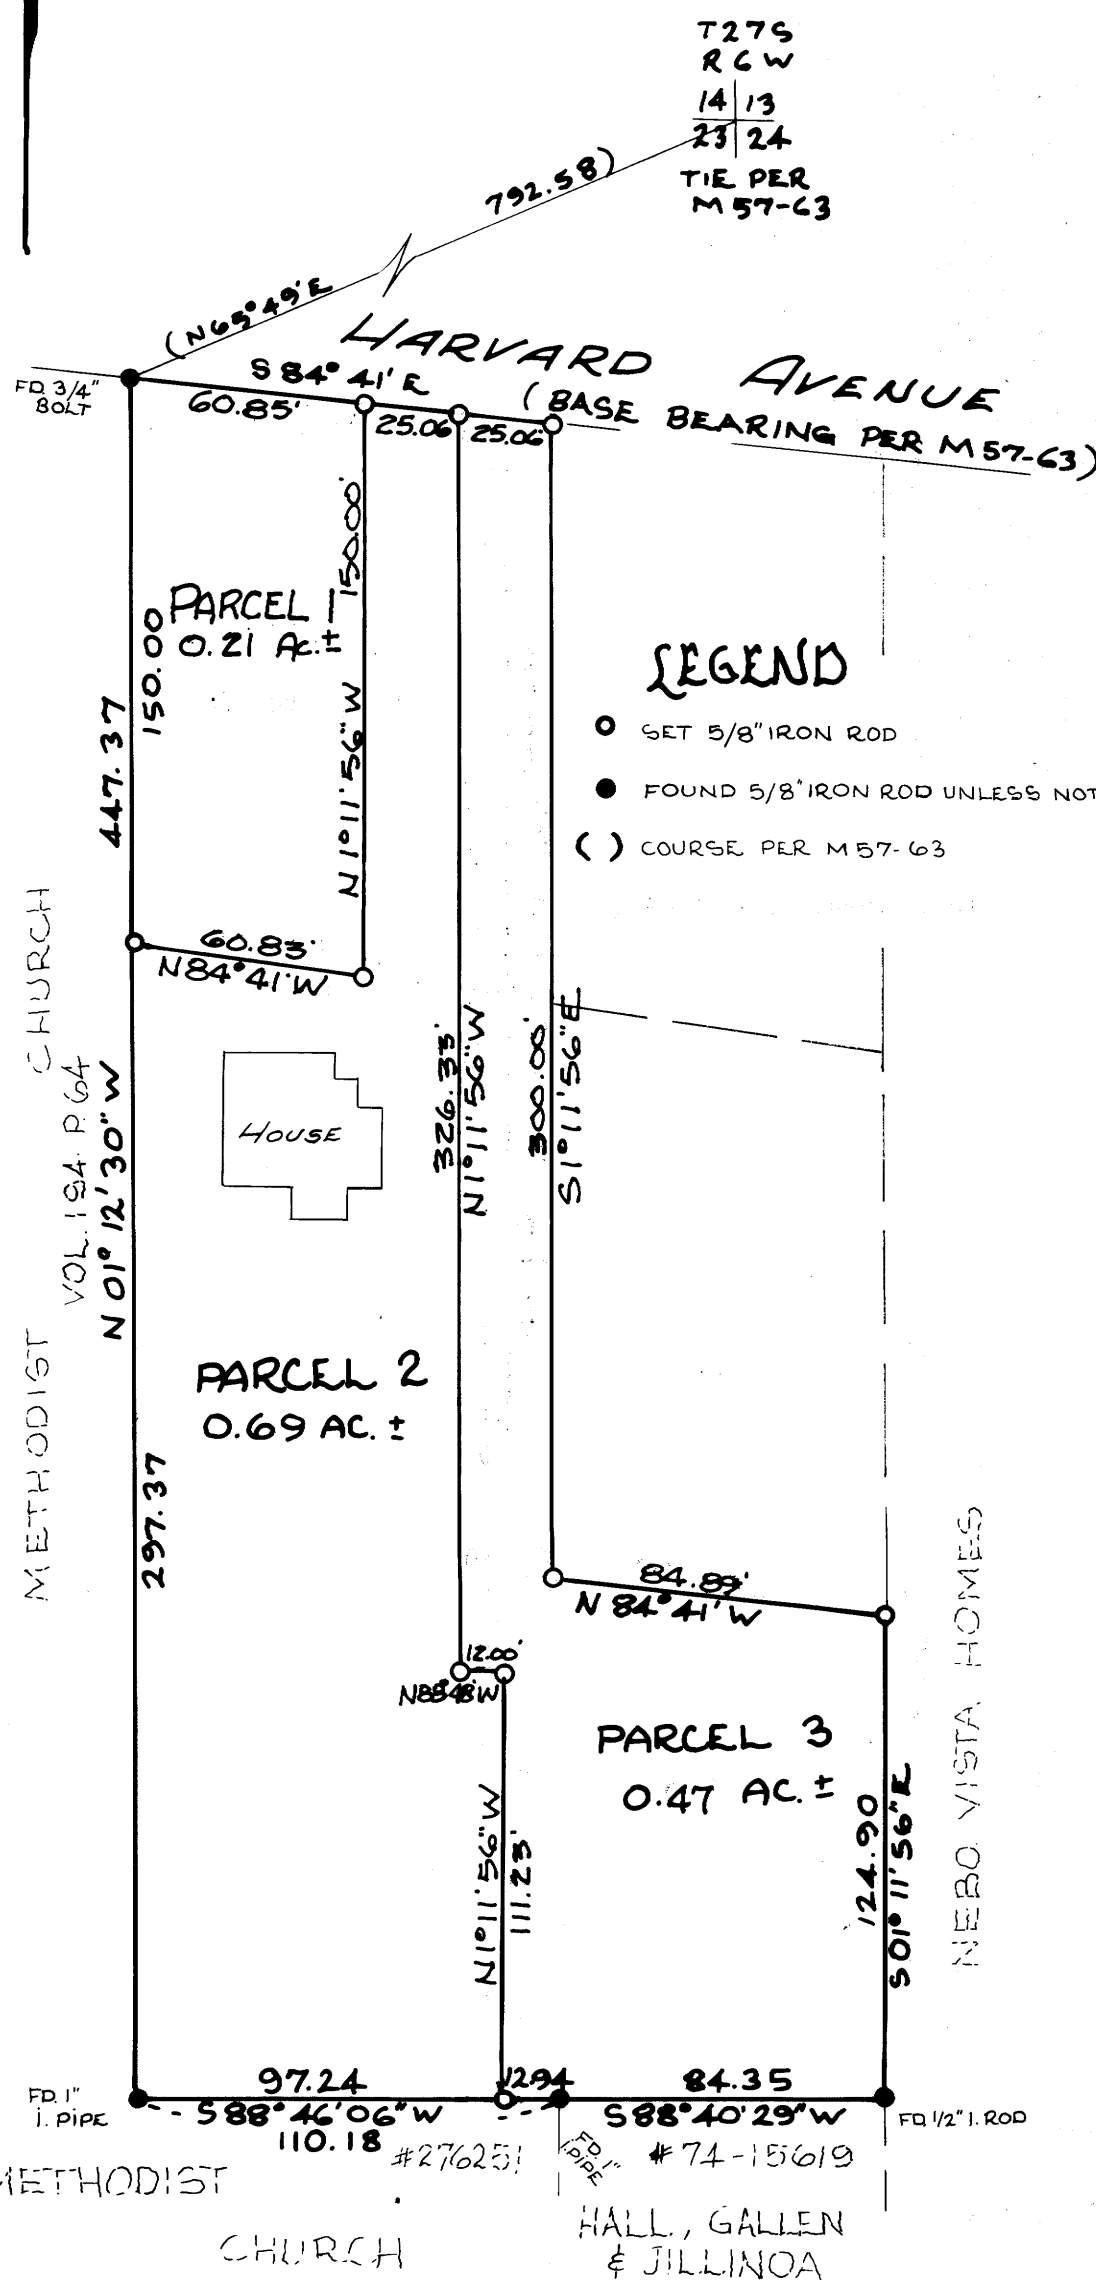 T27S
R6W
14 13
23 24
TIE PER
M57-63
792.58)
(N65°49'E
HARVARD AVENUE
S84°41'E
(BASE BEARING PER M57-63)
FD. 3/4"
BOLT
60.85'
25.06
25.06
150.00'
N1°11'56"W
PARCEL 1
0.21 Ac.±
150.00
447.37
LEGEND
SET 5/8" IRON ROD
FOUND 5/8" IRON ROD UNLESS NOT
( ) COURSE PER M57-63
60.83'
N84°41'W
METHODIST CHURCH
VOL. 184 P. 64
N01°12'30"W
HOUSE
326.33'
N1°11'56"W
300.00'
S1°11'56"E
PARCEL 2
0.69 AC. ±
297.37
84.89'
N84°41'W
12.00'
N88°48'W
PARCEL 3
0.47 AC. ±
N1°11'56"W
111.23'
124.90
S01°11'56"E
NEBO VISTA HOMES
97.24
12.94
84.35
FD. 1"
I. PIPE
S88°46'06"W
110.18
S88°40'29"W
FD. 1/2" I. ROD
#276251
FD. 1"
I. PIPE
#74-15619
METHODIST
CHURCH
HALL, GALLEN
& JILLINOA